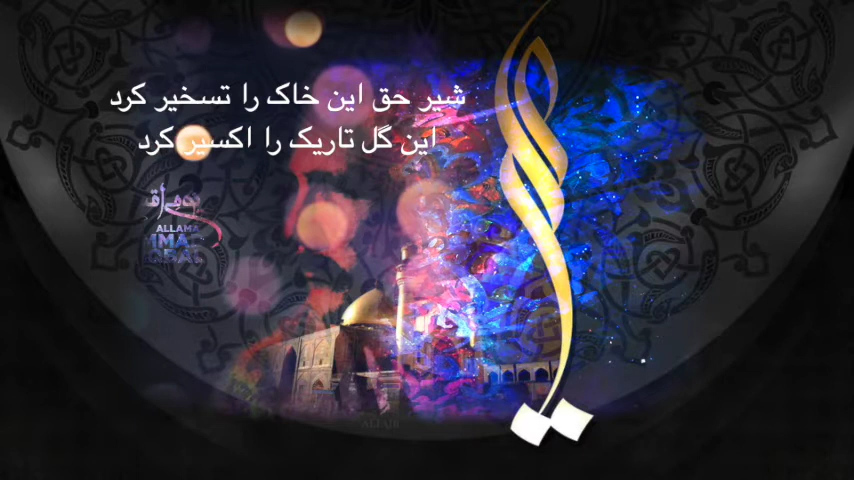 شیر حق این خاک را تسخیر کرد
این گل تاریک را اکسیر کرد
ALLAMA